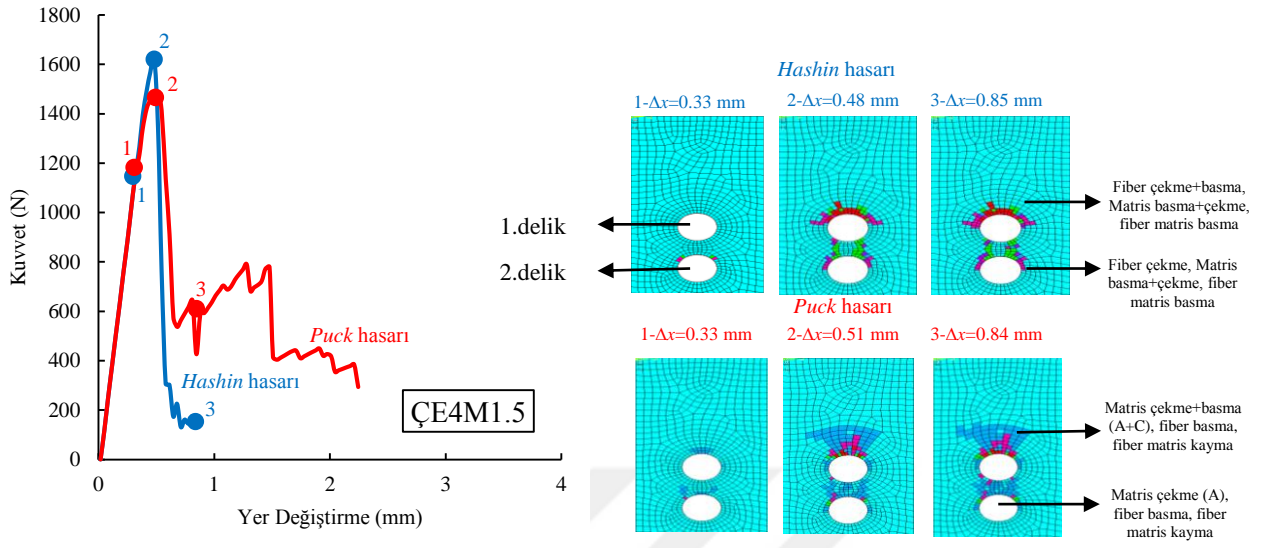 1800
1600
1400
1200
1000
800
600
400
200
0
0
1
2
3
4
Kuvvet (N)
Yer Değiştirme (mm)
2
2
1
1
3
3
Puck hasarı
Hashin hasarı
ÇE4M1.5
Hashin hasarı
1-Δx=0.33 mm
2-Δx=0.48 mm
3-Δx=0.85 mm
1.delik
2.delik
Fiber çekme+basma,
Matris basma+çekme,
fiber matris basma
Fiber çekme, Matris
basma+çekme, fiber
matris basma
Puck hasarı
1-Δx=0.33 mm
2-Δx=0.51 mm
3-Δx=0.84 mm
Matris çekme+basma
(A+C), fiber basma,
fiber matris kayma
Matris çekme (A),
fiber basma, fiber
matris kayma